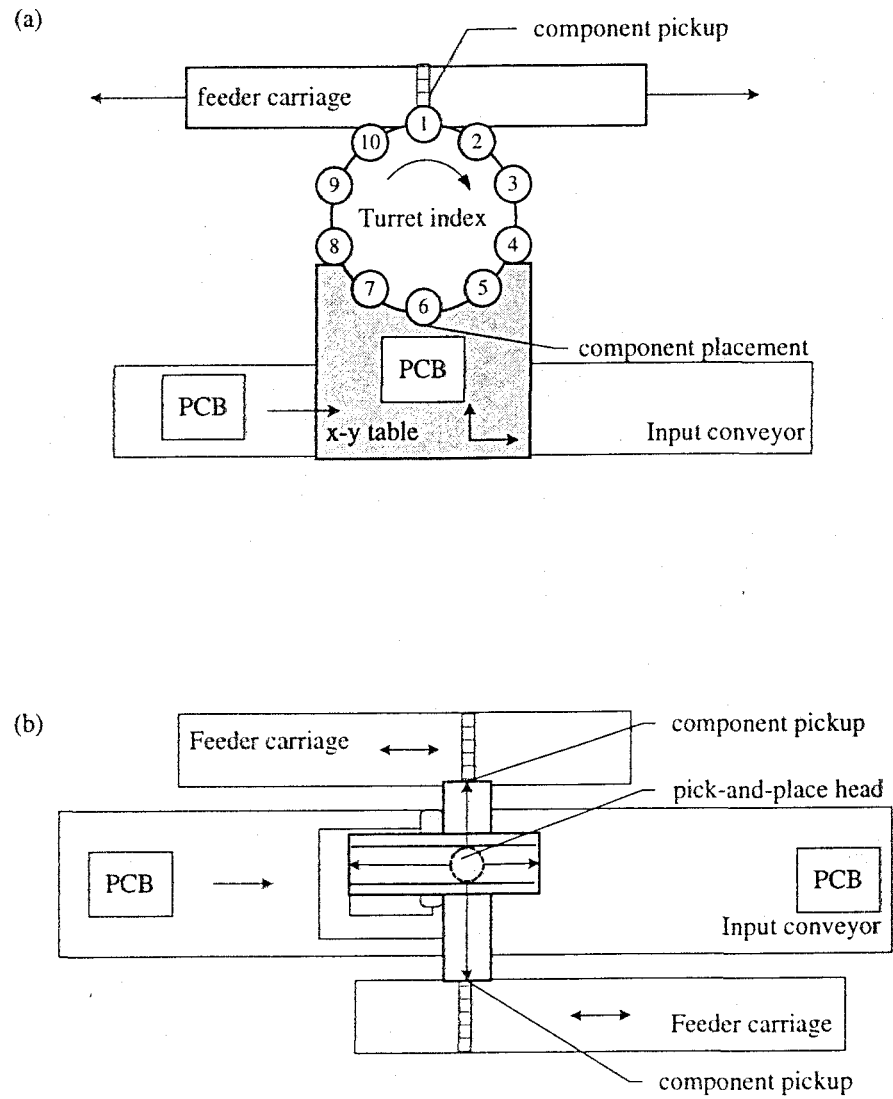 (a)
component pickup
feeder carriage
1
10
2
9
3
Turret index
8
4
7
5
6
component placement
PCB
PCB
x-y table
Input conveyor
(b)
component pickup
Feeder carriage
pick-and-place head
PCB
PCB
Input conveyor
Feeder carriage
component pickup